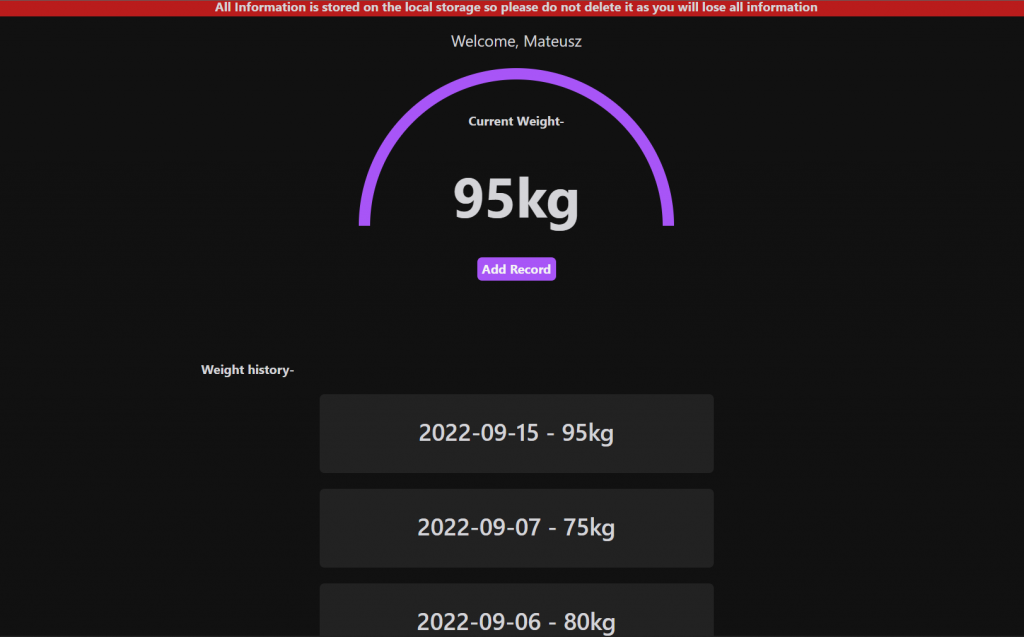 All Information is stored on the local storage so please do not delete it as you will lose all information
Welcome, Mateusz
Current Weight-
95kg
Add Record
Weight history-
2022-09-15 - 95kg
2022-09-07 - 75kg
2022-09-06 - 80kg